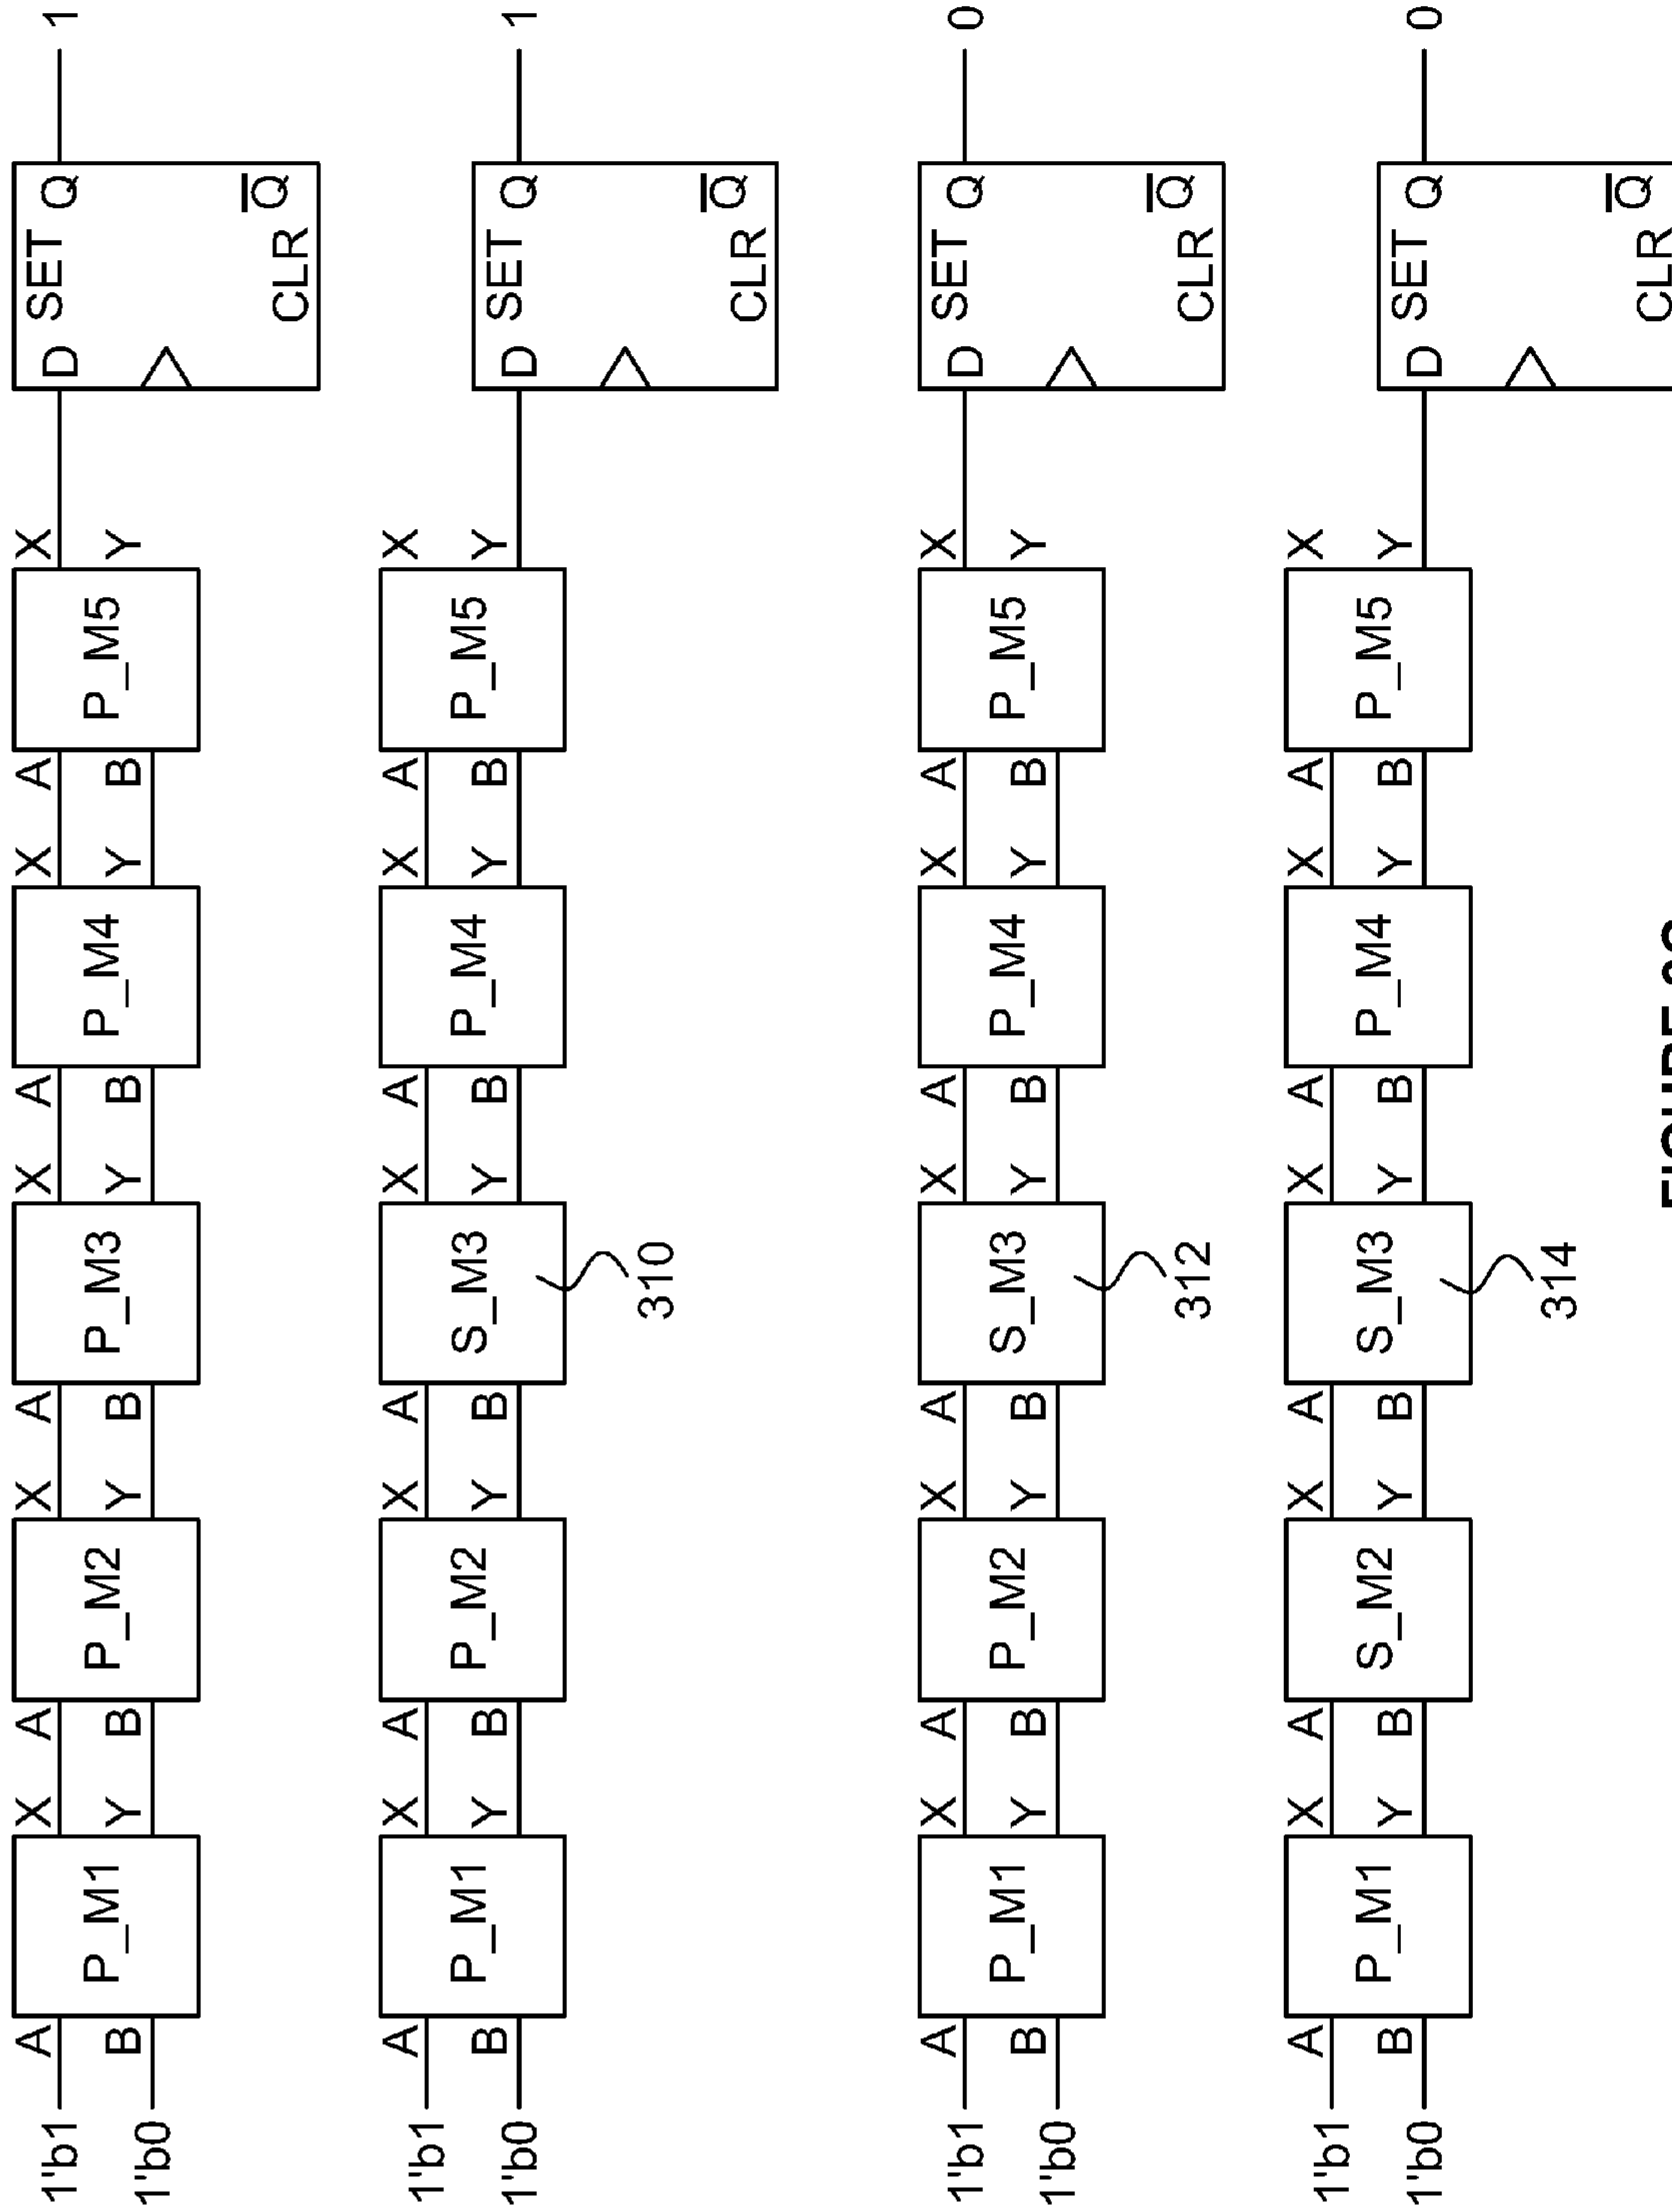 A X A X A X A X A X SET
1'b1 D Q 1
P_M1 P_M2 P_M3 P_M4 P_M5
B Y B Y B Y B Y B Y
1'b0
Q̅
CLR
A X A X A X A X A X
1'b1
P_M1 P_M2 S_M3 P_M4 P_M5
B Y B Y B Y B Y B Y SET
1'b0 D Q 1
310
Q̅
CLR
A X A X A X A X A X SET
1'b1 D Q 0
P_M1 P_M2 S_M3 P_M4 P_M5
B Y B Y B Y B Y B Y
1'b0
Q̅
312 CLR
A X A X A X A X A X
1'b1
P_M1 S_M2 S_M3 P_M4 P_M5
B Y B Y B Y B Y B Y SET
1'b0 D Q 0
314
Q̅
CLR
FIGURE